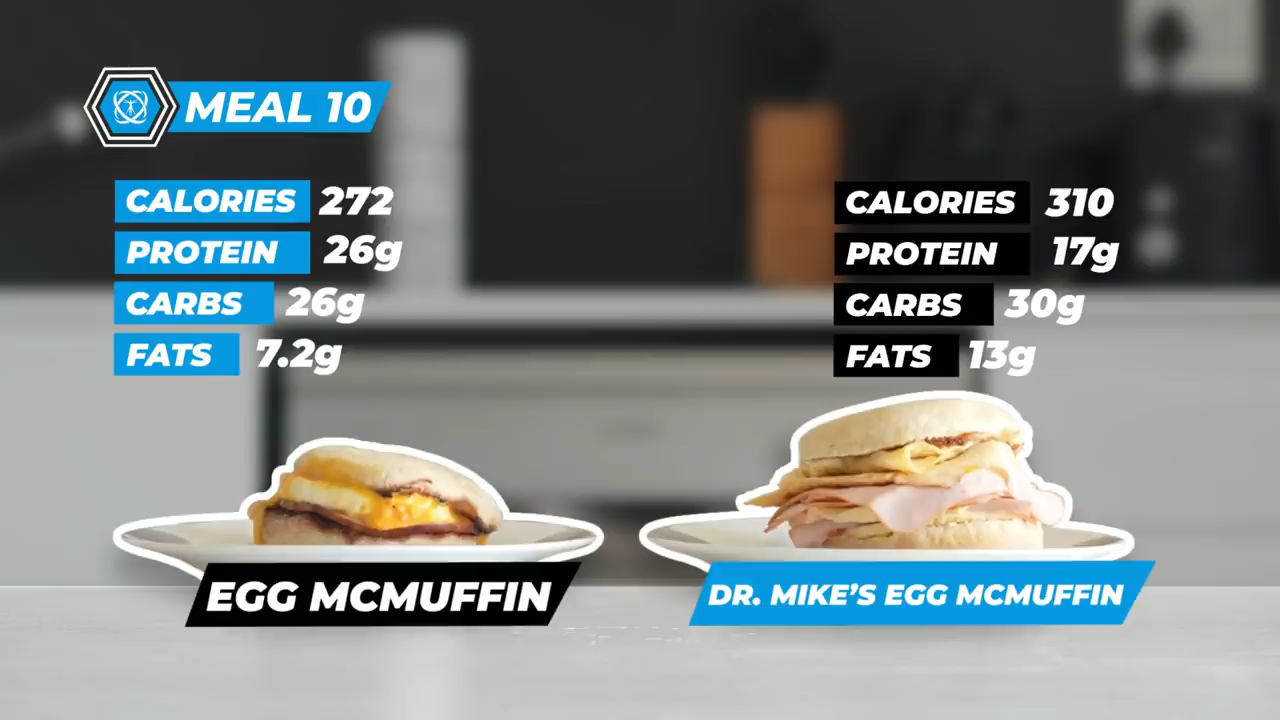 MEAL 10
CALORIES 272
PROTEIN 26g
CARBS 26g
FATS 7.2g
CALORIES 310
PROTEIN 17g
CARBS 30g
FATS 13g
EGG MCMUFFIN
DR. MIKE'S EGG MCMUFFIN